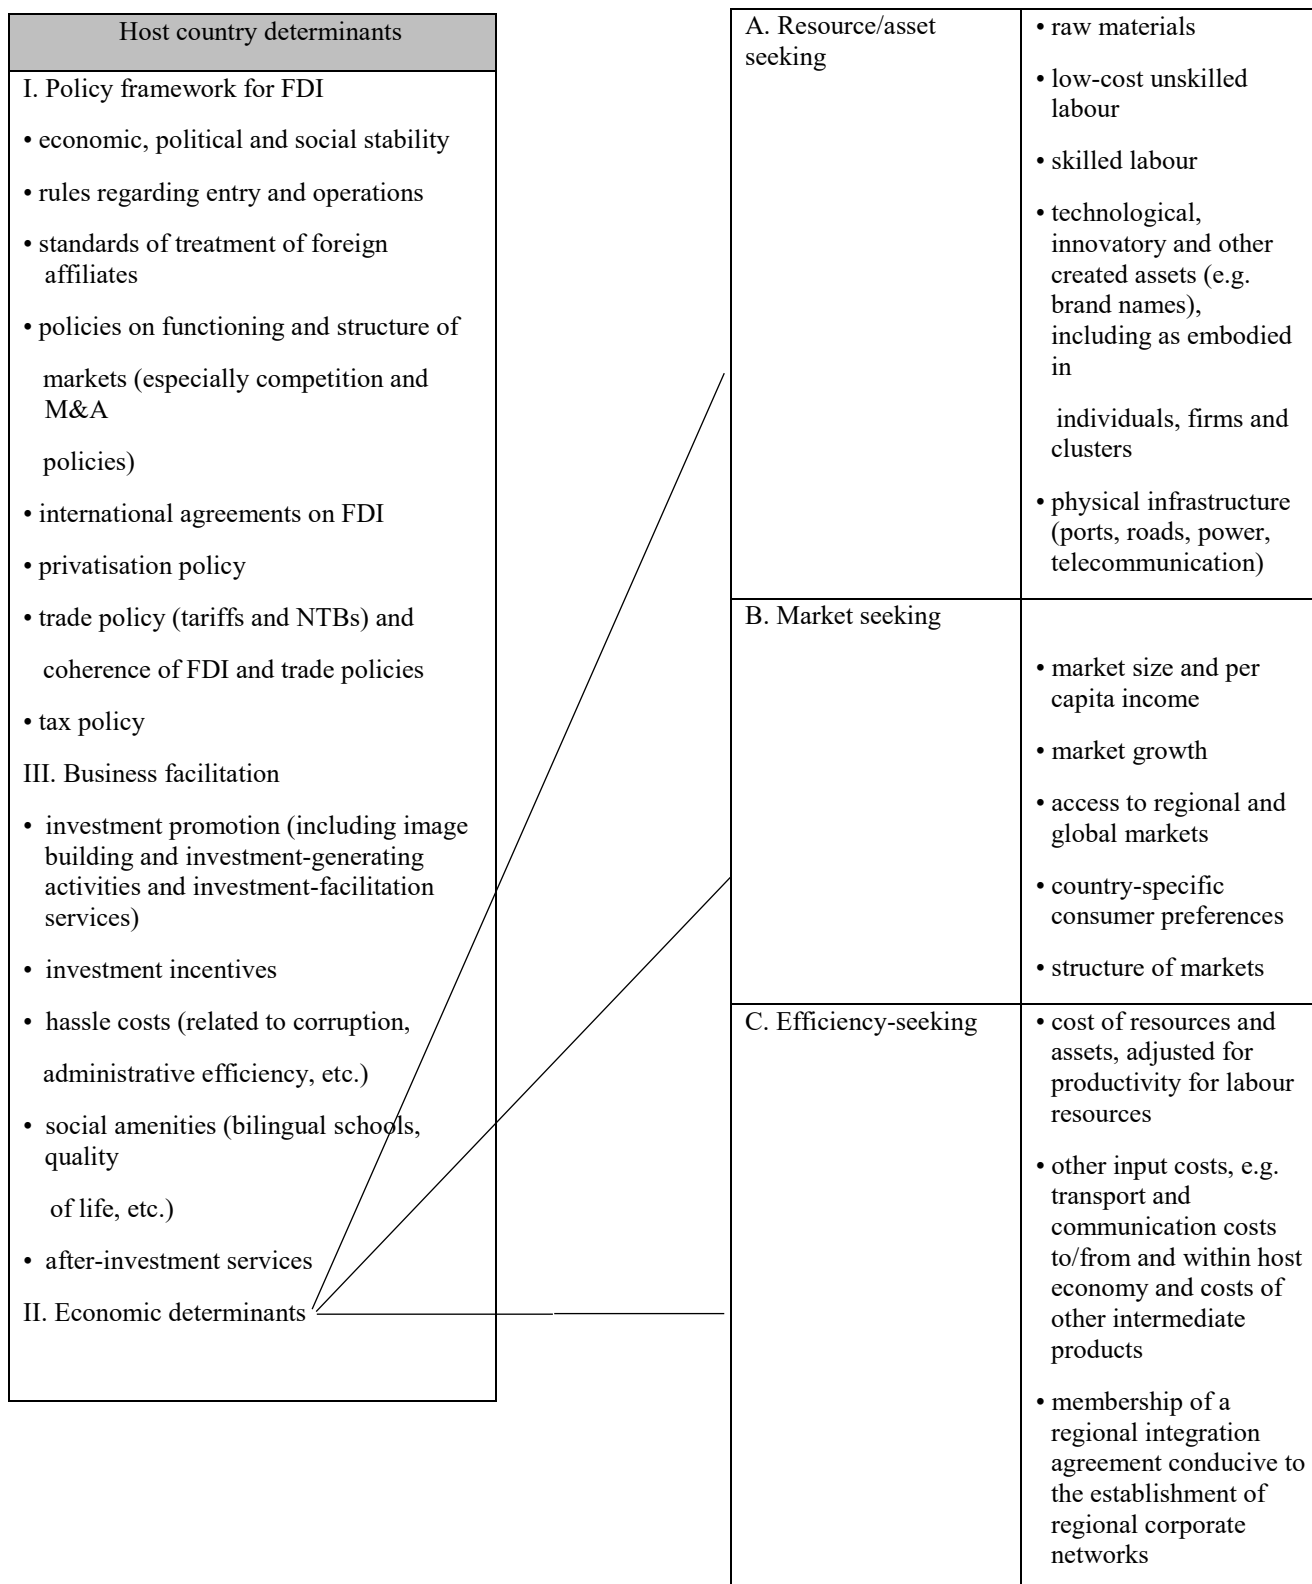 Host country determinants
I. Policy framework for FDI
• economic, political and social stability
• rules regarding entry and operations
• standards of treatment of foreign
affiliates
• policies on functioning and structure of
markets (especially competition and
M&A
policies)
• international agreements on FDI
• privatisation policy
• trade policy (tariffs and NTBs) and
coherence of FDI and trade policies
• tax policy
III. Business facilitation
• investment promotion (including image
building and investment-generating
activities and investment-facilitation
services)
• investment incentives
• hassle costs (related to corruption,
administrative efficiency, etc.)
• social amenities (bilingual schools,
quality
of life, etc.)
• after-investment services
II. Economic determinants
A. Resource/asset
seeking
• raw materials
• low-cost unskilled
labour
• skilled labour
• technological,
innovatory and other
created assets (e.g.
brand names),
including as embodied
in
individuals, firms and
clusters
• physical infrastructure
(ports, roads, power,
telecommunication)
B. Market seeking
• market size and per
capita income
• market growth
• access to regional and
global markets
• country-specific
consumer preferences
• structure of markets
C. Efficiency-seeking
• cost of resources and
assets, adjusted for
productivity for labour
resources
• other input costs, e.g.
transport and
communication costs
to/from and within host
economy and costs of
other intermediate
products
• membership of a
regional integration
agreement conducive to
the establishment of
regional corporate
networks